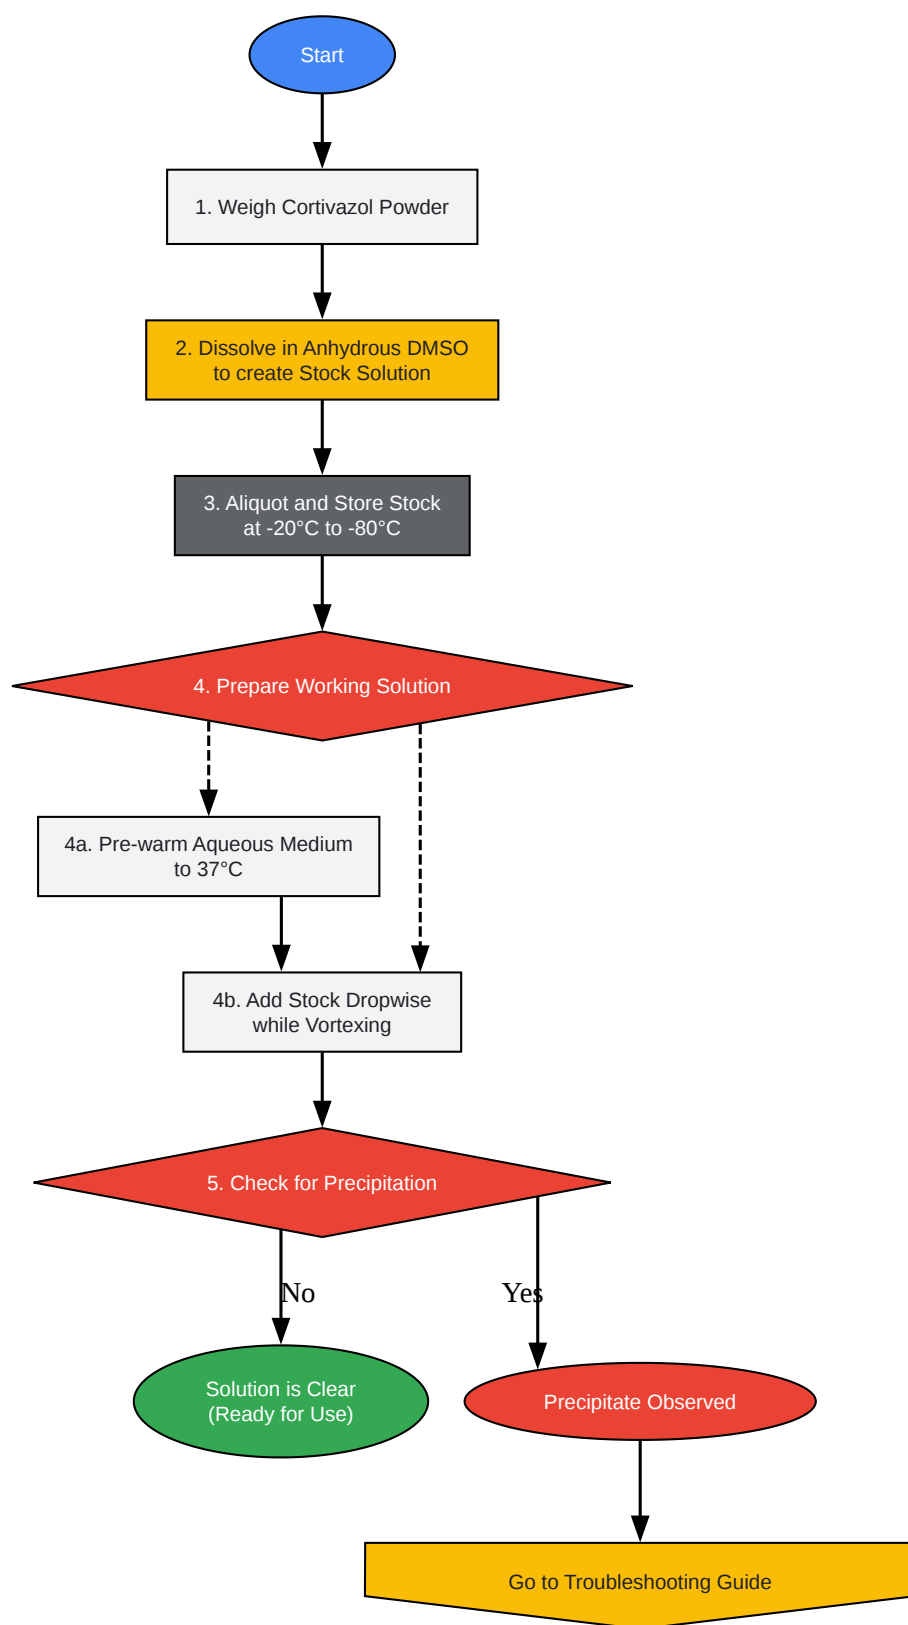 Start
1. Weigh Cortivazol Powder
2. Dissolve in Anhydrous DMSO
to create Stock Solution
3. Aliquot and Store Stock
at -20°C to -80°C
4. Prepare Working Solution
4a. Pre-warm Aqueous Medium
to 37°C
4b. Add Stock Dropwise
while Vortexing
5. Check for Precipitation
No
Yes
Solution is Clear
(Ready for Use)
Precipitate Observed
Go to Troubleshooting Guide